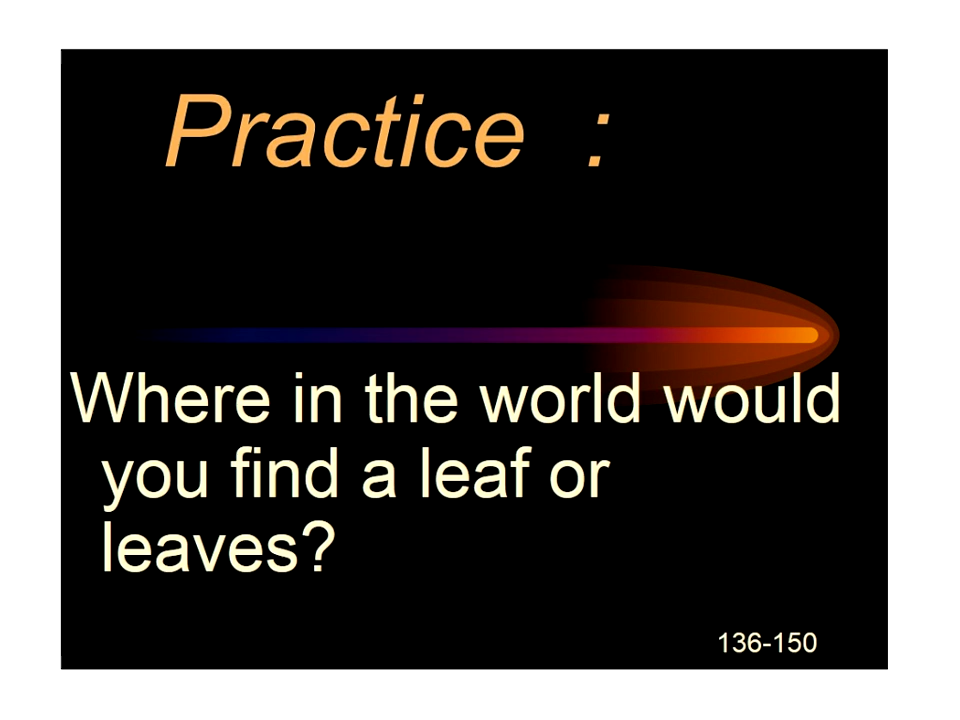 Practice :
Where in the world would
you find a leaf or
leaves?
136-150